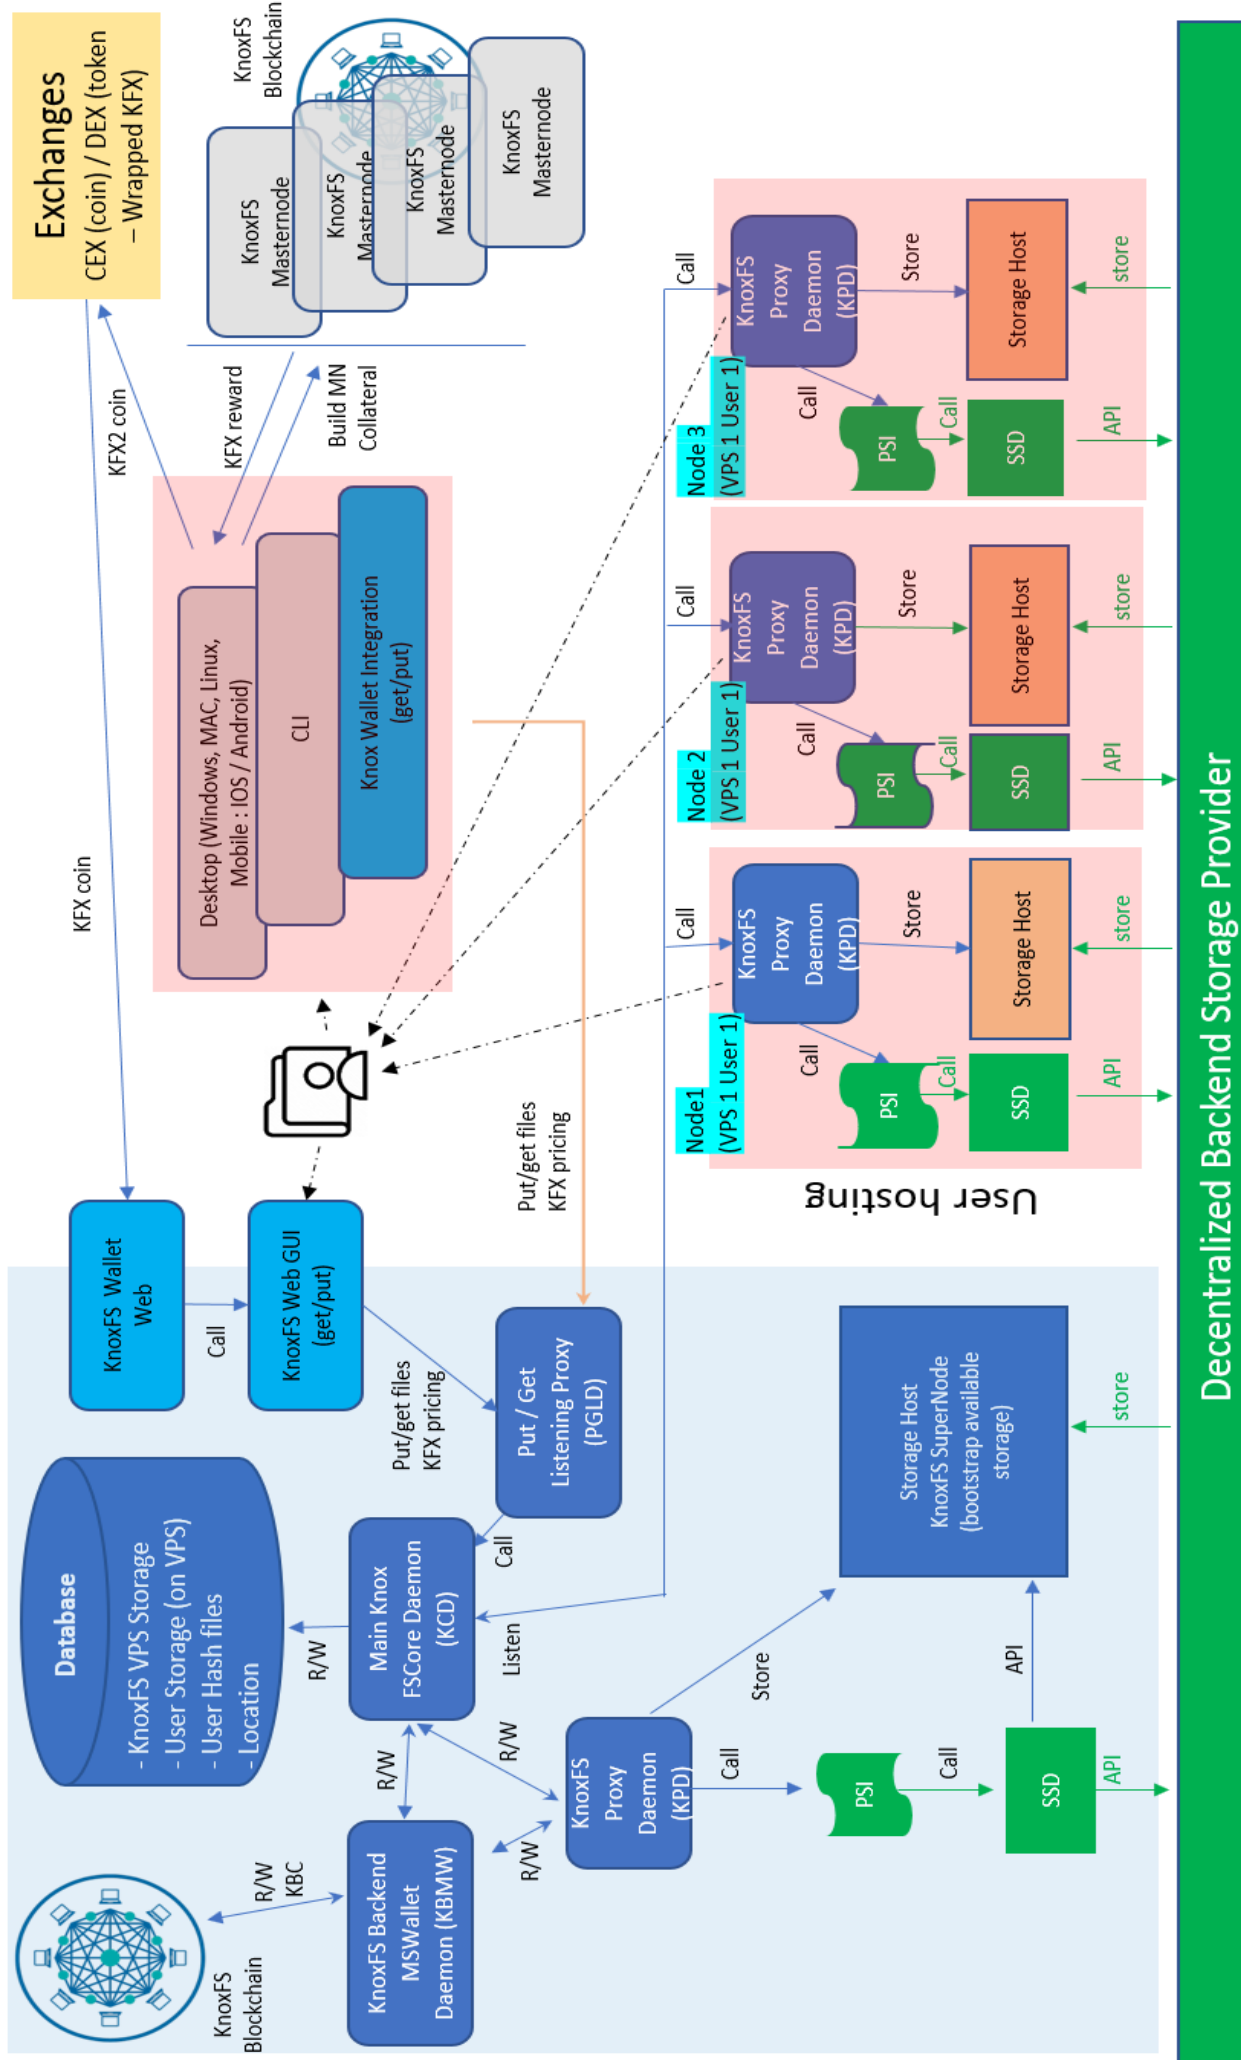 KnoxFS
Blockchain
R/W
KBC
KnoxFS Backend
MSWallet
Daemon (KBMW)
Database
- KnoxFS VPS Storage
- User Storage (on VPS)
- User Hash files
- Location
R/W
R/W
Main Knox
FSCore Daemon
(KCD)
R/W
R/W
Listen
Call
KnoxFS
Proxy
Daemon
(KPD)
Call
PSI
Call
SSD
API
API
Store
Storage Host
KnoxFS SuperNode
(bootstrap available
storage)
store
KnoxFS Wallet
Web
Call
KnoxFS Web GUI
(get/put)
Put/get files
KFX pricing
Put / Get
Listening Proxy
(PGLD)
Put/get files
KFX pricing
KFX coin
Exchanges
CEX (coin) / DEX (token
– Wrapped KFX)
KFX2 coin
KFX reward
Build MN
Collateral
Desktop (Windows, MAC, Linux,
Mobile : IOS / Android)
CLI
Knox Wallet Integration
(get/put)
KnoxFS
Blockchain
KnoxFS
Masternode
KnoxFS
Masternode
KnoxFS
Masternode
KnoxFS
Masternode
User hosting
Node1
(VPS 1 User 1)
Call
KnoxFS
Proxy
Daemon
(KPD)
Call
Store
PSI
Call
SSD
Storage Host
API
store
Node 2
(VPS 1 User 1)
Call
KnoxFS
Proxy
Daemon
(KPD)
Call
Store
PSI
Call
SSD
Storage Host
API
store
Node 3
(VPS 1 User 1)
Call
KnoxFS
Proxy
Daemon
(KPD)
Call
Store
PSI
Call
SSD
Storage Host
API
store
Decentralized Backend Storage Provider